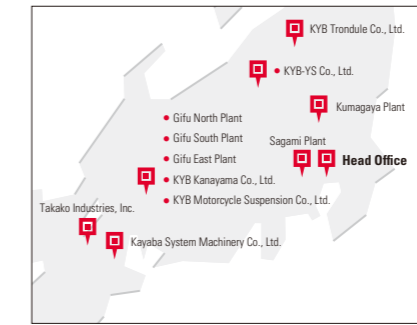 KYB Trondule Co., Ltd.
• KYB-YS Co., Ltd.
Kumagaya Plant
• Gifu North Plant
• Gifu South Plant
Sagami Plant
• Gifu East Plant
Head Office
• KYB Kanayama Co., Ltd.
• KYB Motorcycle Suspension Co., Ltd.
Takako Industries, Inc.
Kayaba System Machinery Co., Ltd.